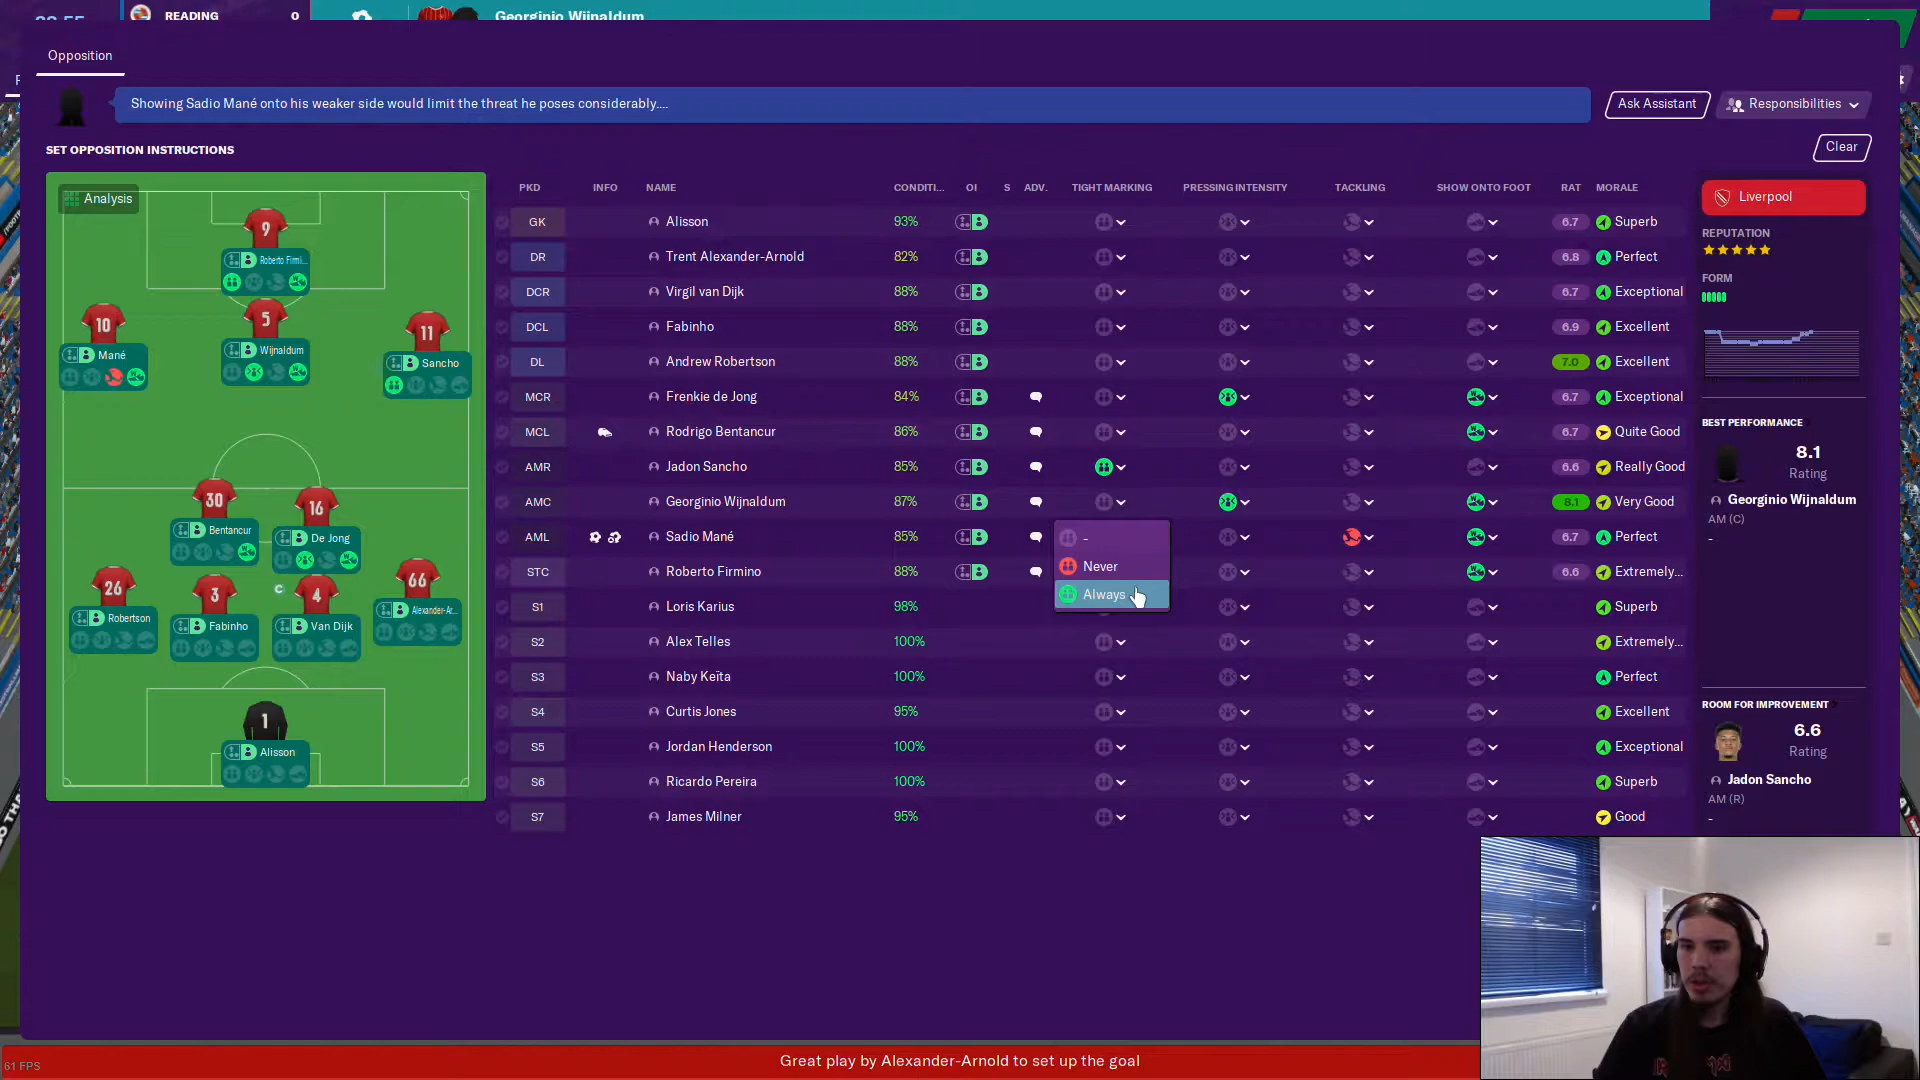 READING 0
Georginio Wijnaldum
Opposition
Showing Sadio Mané onto his weaker side would limit the threat he poses considerably....
Ask Assistant
Responsibilities
SET OPPOSITION INSTRUCTIONS
Clear
Analysis
9
Roberto Firmi...
10
Mané
5
Wijnaldum
11
Sancho
30
Bentancur
16
De Jong
26
Robertson
3
Fabinho
C
4
Van Dijk
66
Alexander-Ar...
1
Alisson
PKD INFO NAME CONDITI... OI S ADV. TIGHT MARKING PRESSING INTENSITY TACKLING SHOW ONTO FOOT RAT MORALE
GK Alisson 93% 6.7 Superb
DR Trent Alexander-Arnold 82% 6.8 Perfect
DCR Virgil van Dijk 88% 6.7 Exceptional
DCL Fabinho 88% 6.9 Excellent
DL Andrew Robertson 88% 7.0 Excellent
MCR Frenkie de Jong 84% 6.7 Exceptional
MCL Rodrigo Bentancur 86% 6.7 Quite Good
AMR Jadon Sancho 85% 6.6 Really Good
AMC Georginio Wijnaldum 87% 8.1 Very Good
AML Sadio Mané 85% 6.7 Perfect
STC Roberto Firmino 88% 6.6 Extremely...
S1 Loris Karius 98% Superb
S2 Alex Telles 100% Extremely...
S3 Naby Keïta 100% Perfect
S4 Curtis Jones 95% Excellent
S5 Jordan Henderson 100% Exceptional
S6 Ricardo Pereira 100% Superb
S7 James Milner 95% Good
-
Never
Always
Liverpool
REPUTATION
FORM
BEST PERFORMANCE
8.1
Rating
Georginio Wijnaldum
AM (C)
-
ROOM FOR IMPROVEMENT
6.6
Rating
Jadon Sancho
AM (R)
-
Great play by Alexander-Arnold to set up the goal
61 FPS